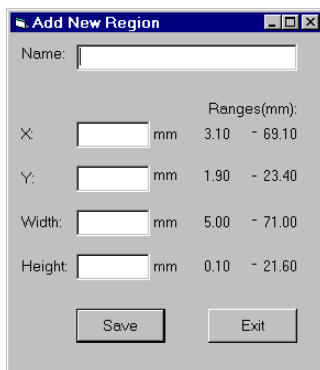 Add New Region
Name:
Ranges(mm):
X: mm 3.10 - 69.10
Y: mm 1.90 - 23.40
Width: mm 5.00 - 71.00
Height: mm 0.10 - 21.60
Save Exit